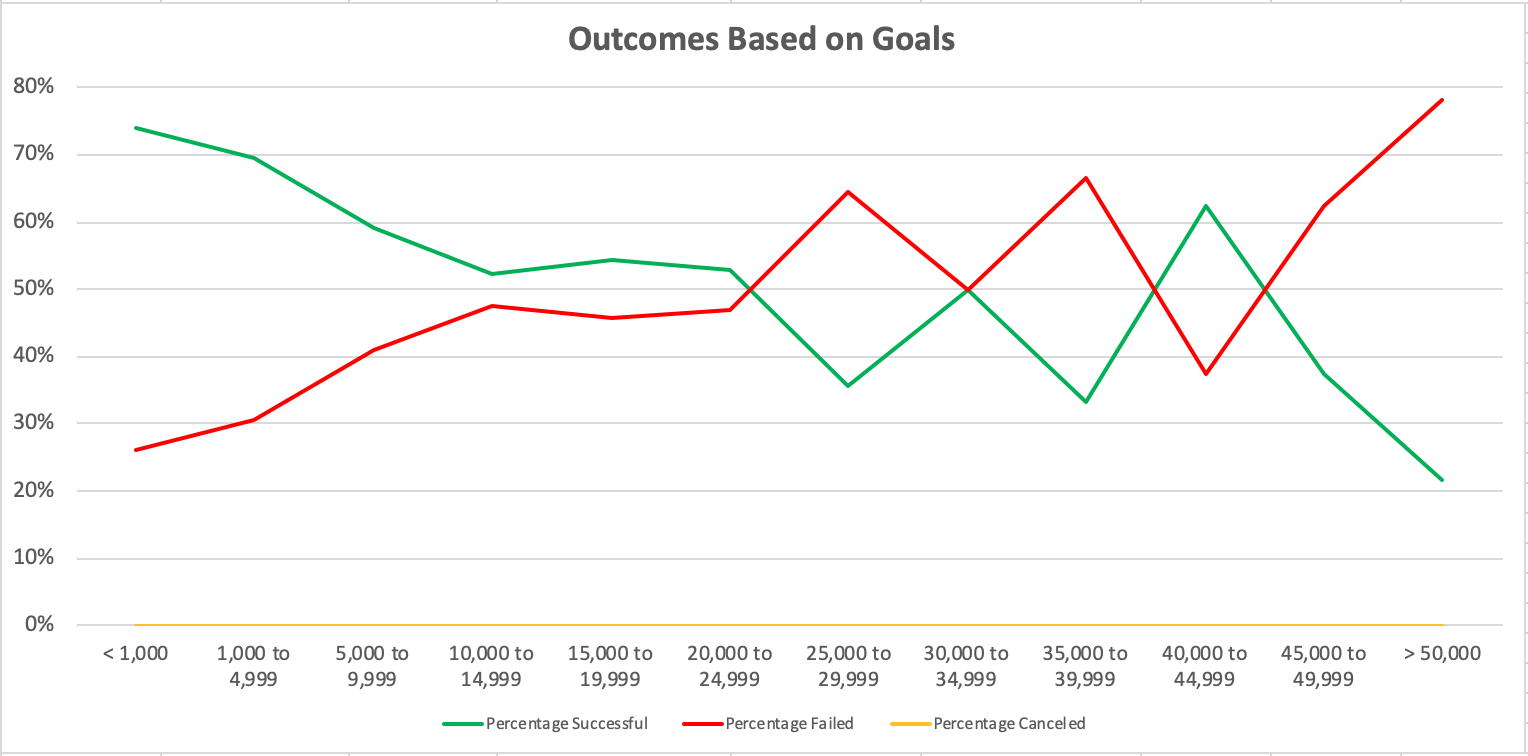 Outcomes Based on Goals
80%
70%
60%
50%
40%
30%
20%
10%
0%
< 1,000
1,000 to
4,999
5,000 to
9,999
10,000 to
14,999
15,000 to
19,999
20,000 to
24,999
25,000 to
29,999
30,000 to
34,999
35,000 to
39,999
40,000 to
44,999
45,000 to
49,999
> 50,000
Percentage Successful
Percentage Failed
Percentage Canceled